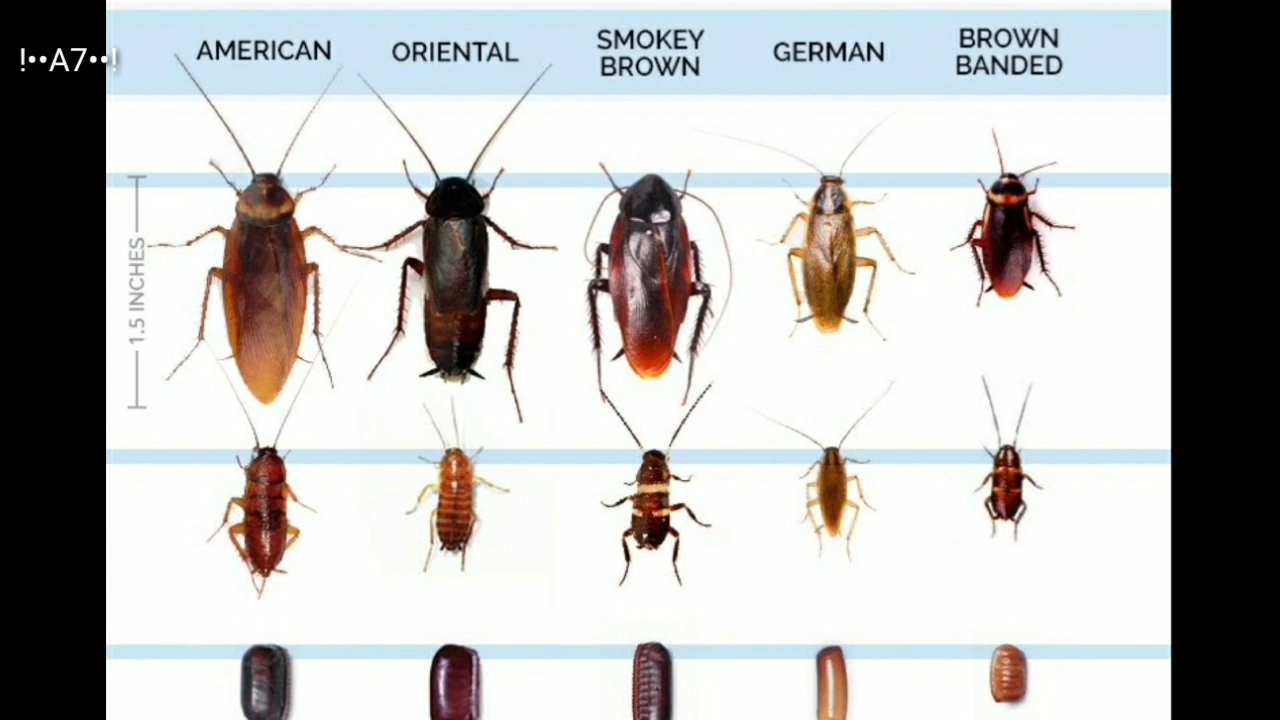 !••A7••!
AMERICAN
ORIENTAL
SMOKEY
BROWN
GERMAN
BROWN
BANDED
1.5 INCHES